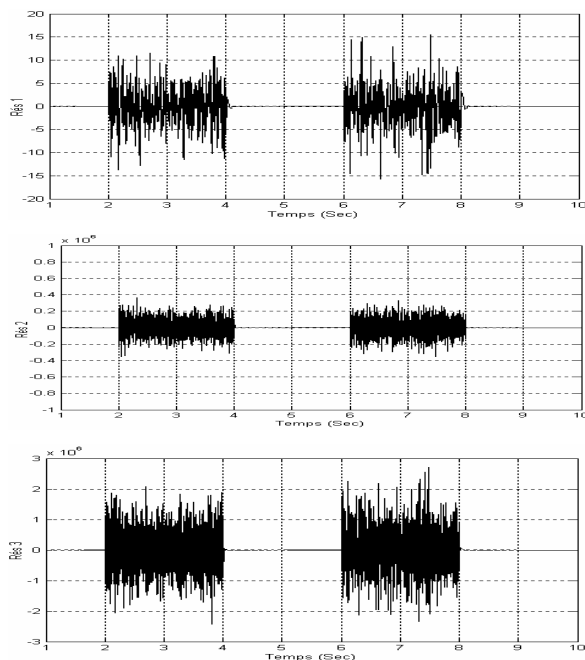 20
15
10
5
0
-5
-10
-15
-20
Rés 1
1 2 3 4 5 6 7 8 9 10
Temps (Sec)
x 10⁶
1
0.8
0.6
0.4
0.2
0
-0.2
-0.4
-0.6
-0.8
-1
Rés 2
1 2 3 4 5 6 7 8 9 10
Temps (Sec)
x 10⁶
3
2
1
0
-1
-2
-3
Rés 3
1 2 3 4 5 6 7 8 9 10
Temps (Sec)